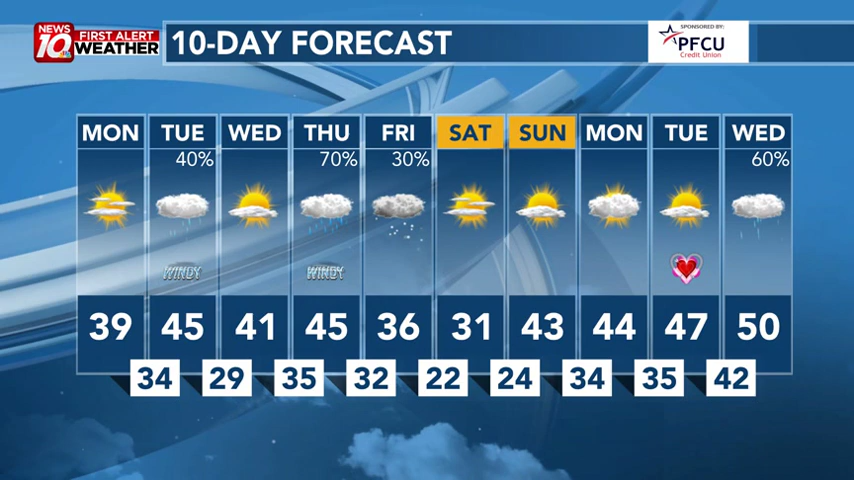 NEWS
10
FIRST ALERT
WEATHER
10-DAY FORECAST
SPONSORED BY:
PFCU
Credit Union
MON TUE WED THU FRI SAT SUN MON TUE WED
40% 70% 30% 60%
WINDY WINDY
39 45 41 45 36 31 43 44 47 50
34 29 35 32 22 24 34 35 42